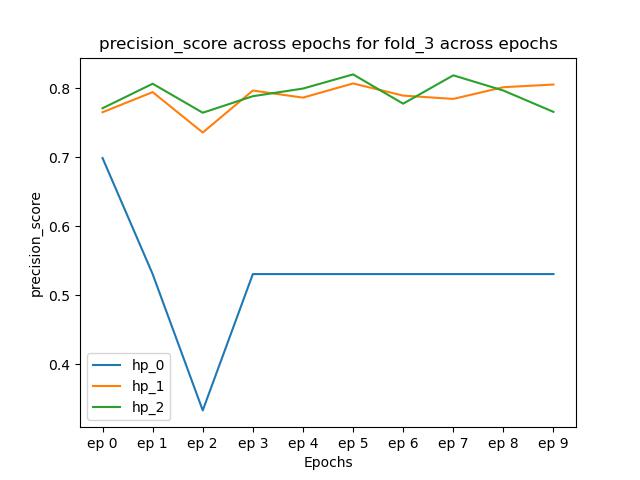 precision_score across epochs for fold_3 across epochs
precision_score
0.8
0.7
0.6
0.5
0.4
hp_0
hp_1
hp_2
ep 0 ep 1 ep 2 ep 3 ep 4 ep 5 ep 6 ep 7 ep 8 ep 9
Epochs